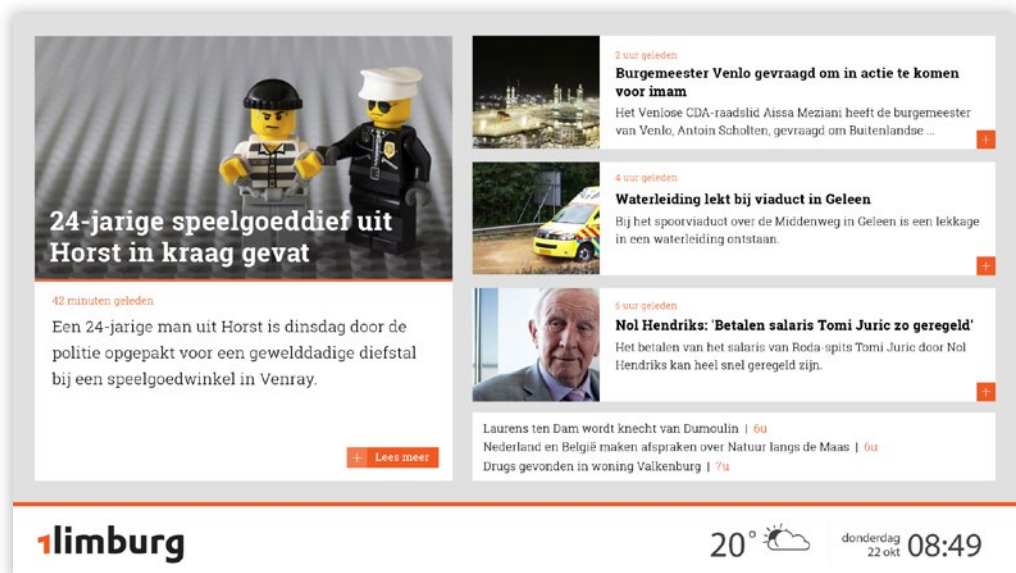 24-jarige speelgoeddief uit
Horst in kraag gevat
42 minuten geleden
Een 24-jarige man uit Horst is dinsdag door de
politie opgepakt voor een gewelddadige diefstal
bij een speelgoedwinkel in Venray.
+ Lees meer
2 uur geleden
Burgemeester Venlo gevraagd om in actie te komen
voor imam
Het Venlose CDA-raadslid Aissa Meziani heeft de burgemeester
van Venlo, Antoin Scholten, gevraagd om Buitenlandse ...
+
4 uur geleden
Waterleiding lekt bij viaduct in Geleen
Bij het spoorviaduct over de Middenweg in Geleen is een lekkage
in een waterleiding ontstaan.
+
5 uur geleden
Nol Hendriks: 'Betalen salaris Tomi Juric zo geregeld'
Het betalen van het salaris van Roda-spits Tomi Juric door Nol
Hendriks kan heel snel geregeld zijn.
+
Laurens ten Dam wordt knecht van Dumoulin | 6u
Nederland en België maken afspraken over Natuur langs de Maas | 6u
Drugs gevonden in woning Valkenburg | 7u
1limburg
20°
donderdag
22 okt
08:49